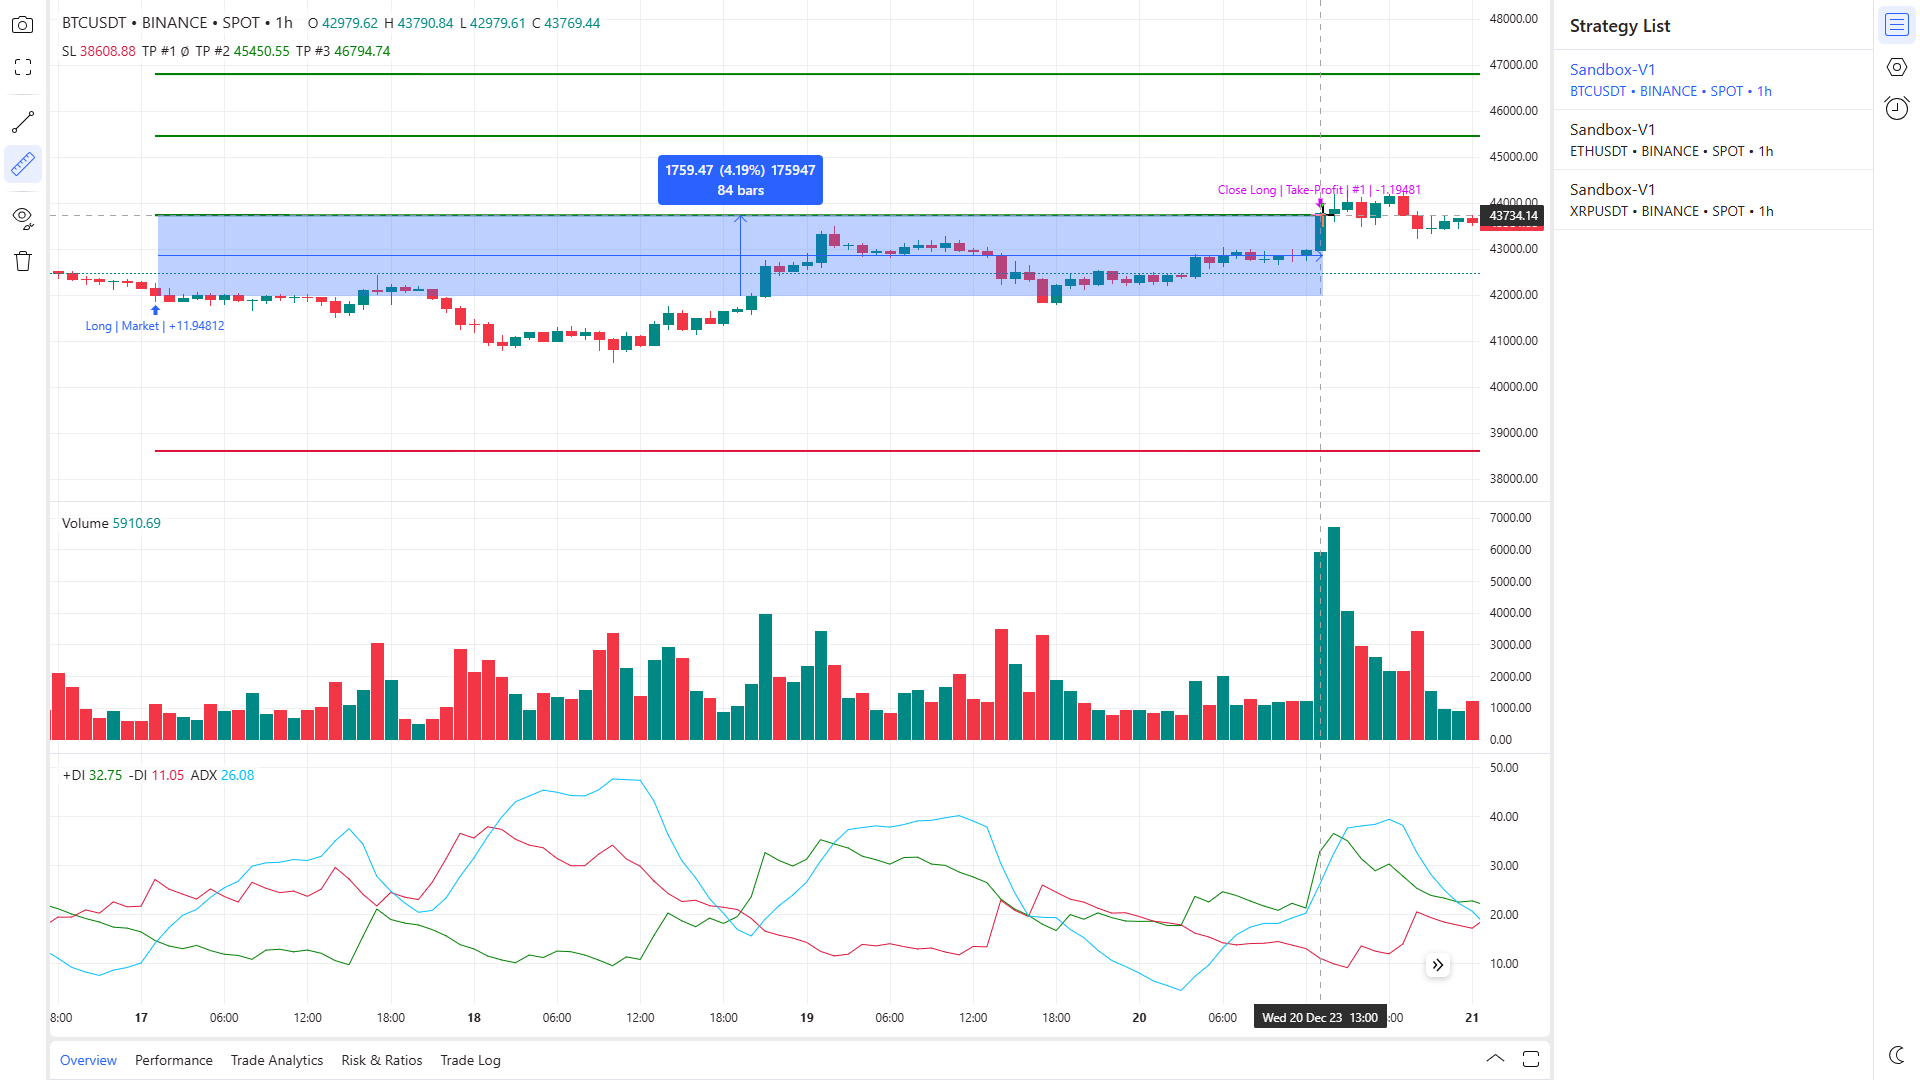 BTCUSDT • BINANCE • SPOT • 1h O 42979.62 H 43790.84 L 42979.61 C 43769.44
SL 38608.88 TP #1 ∅ TP #2 45450.55 TP #3 46794.74
48000.00
47000.00
46000.00
45000.00
44000.00
43734.14
43000.00
42000.00
41000.00
40000.00
39000.00
38000.00
1759.47 (4.19%) 175947
84 bars
Close Long | Take-Profit | #1 | -1.19481
Long | Market | +11.94812
Volume 5910.69
7000.00
6000.00
5000.00
4000.00
3000.00
2000.00
1000.00
0.00
+DI 32.75 -DI 11.05 ADX 26.08
50.00
40.00
30.00
20.00
10.00
8:00 17 06:00 12:00 18:00 18 06:00 12:00 18:00 19 06:00 12:00 18:00 20 06:00 Wed 20 Dec 23 13:00 :00 21
Overview Performance Trade Analytics Risk & Ratios Trade Log
Strategy List
Sandbox-V1
BTCUSDT • BINANCE • SPOT • 1h
Sandbox-V1
ETHUSDT • BINANCE • SPOT • 1h
Sandbox-V1
XRPUSDT • BINANCE • SPOT • 1h